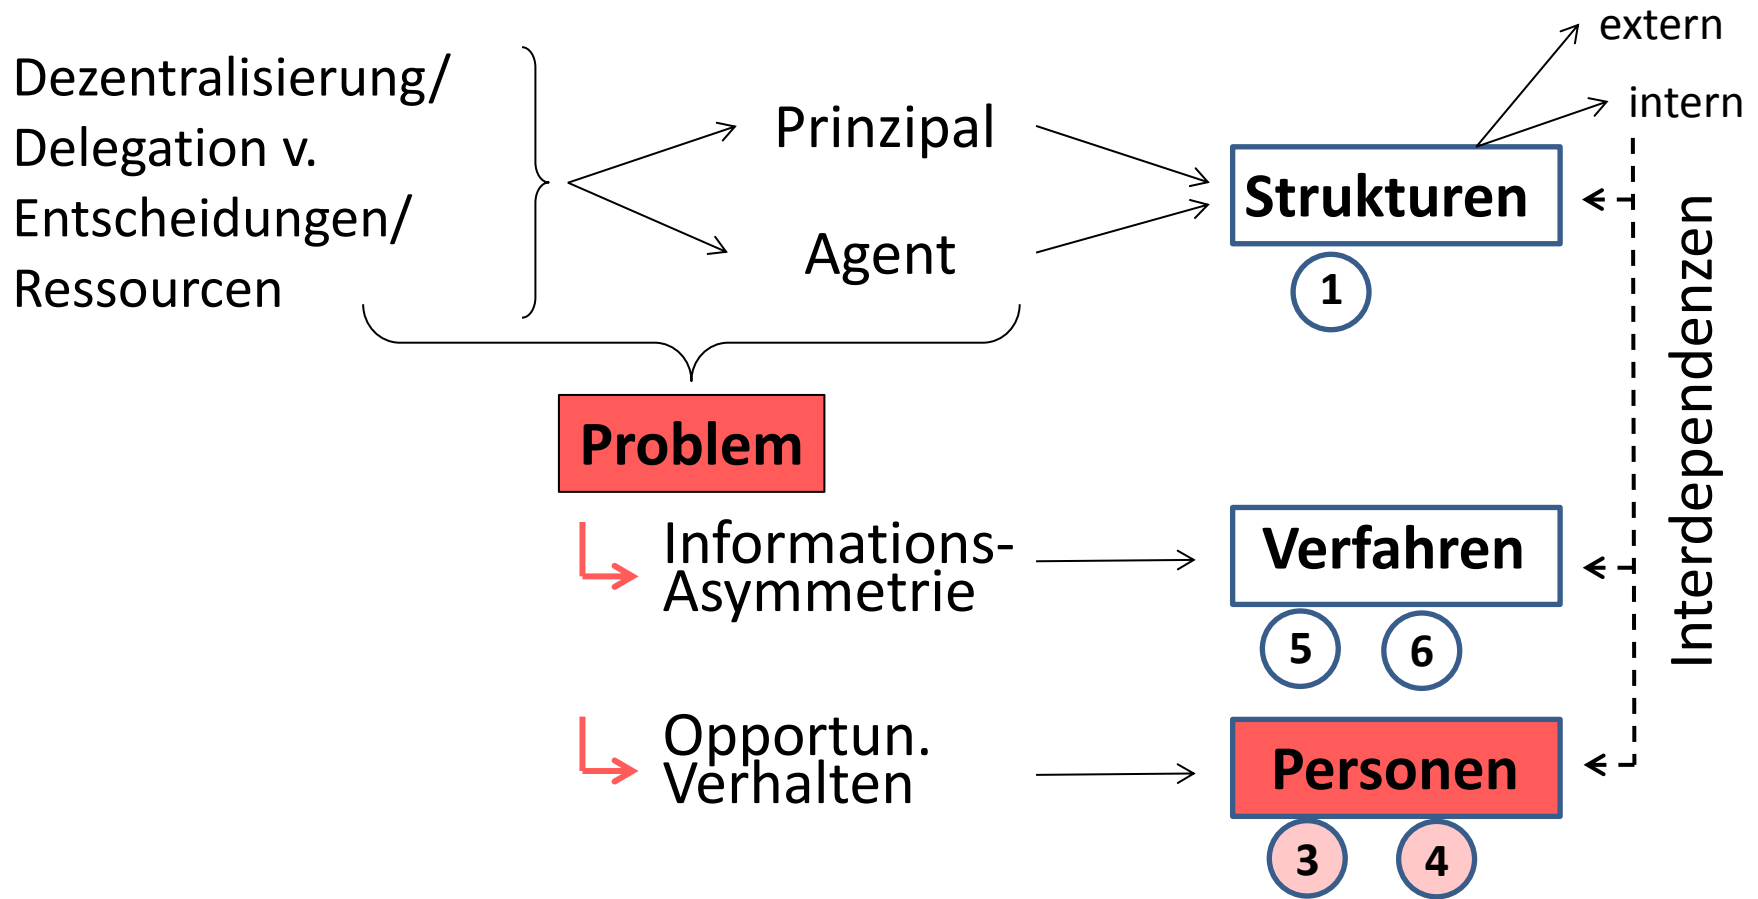 Dezentralisierung/
Delegation v.
Entscheidungen/
Ressourcen
Prinzipal
Agent
extern
intern
Strukturen
1
Interdependenzen
Problem
Informations-
Asymmetrie
Verfahren
5 6
Opportun.
Verhalten
Personen
3 4